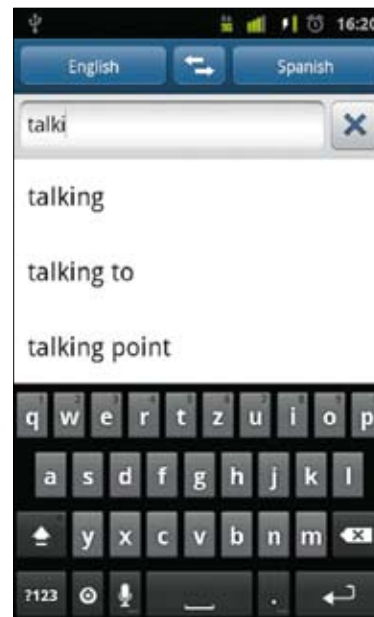 16:20
English Spanish
talki
talking
talking to
talking point
q w e r t z u i o p
a s d f g h j k l
y x c v b n m
?123 .